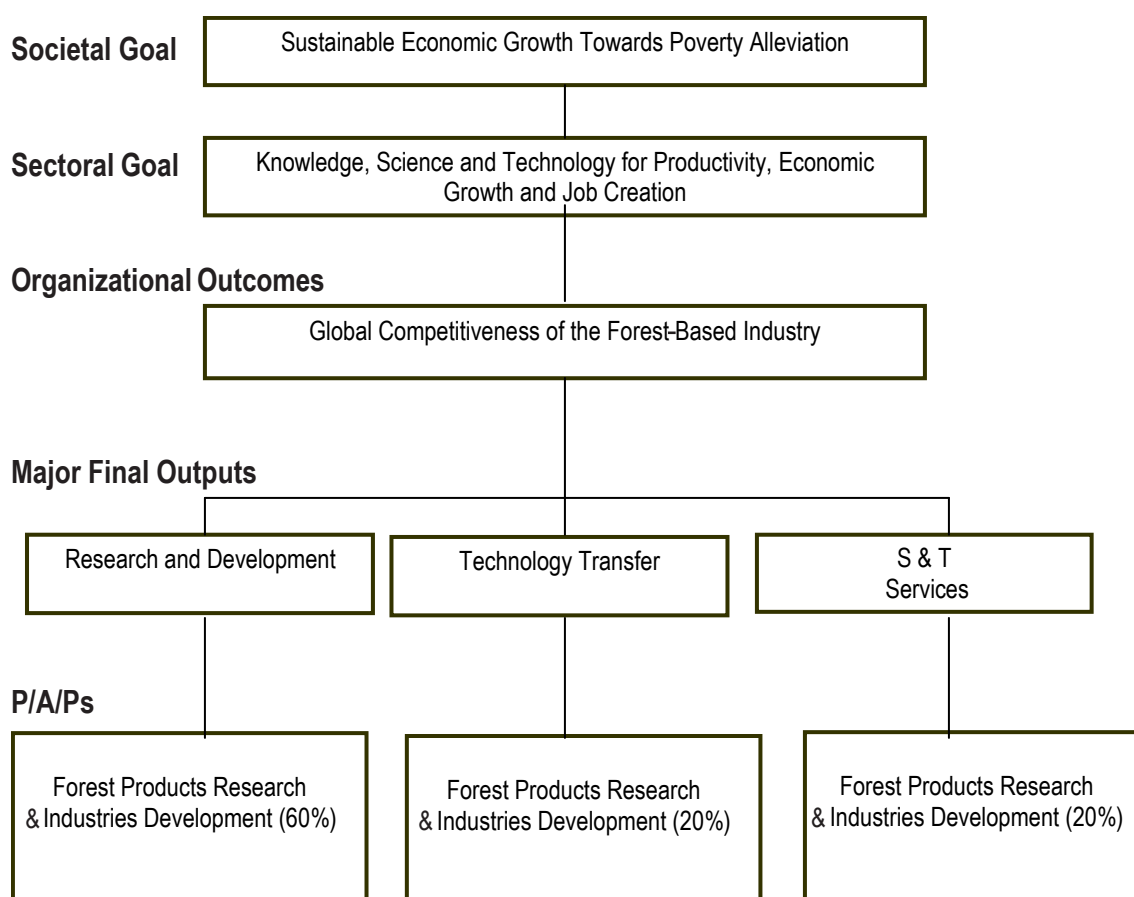 Societal Goal
Sustainable Economic Growth Towards Poverty Alleviation
Sectoral Goal
Knowledge, Science and Technology for Productivity, Economic
Growth and Job Creation
Organizational Outcomes
Global Competitiveness of the Forest-Based Industry
Major Final Outputs
Research and Development
Technology Transfer
S & T
Services
P/A/Ps
Forest Products Research
& Industries Development (60%)
Forest Products Research
& Industries Development (20%)
Forest Products Research
& Industries Development (20%)